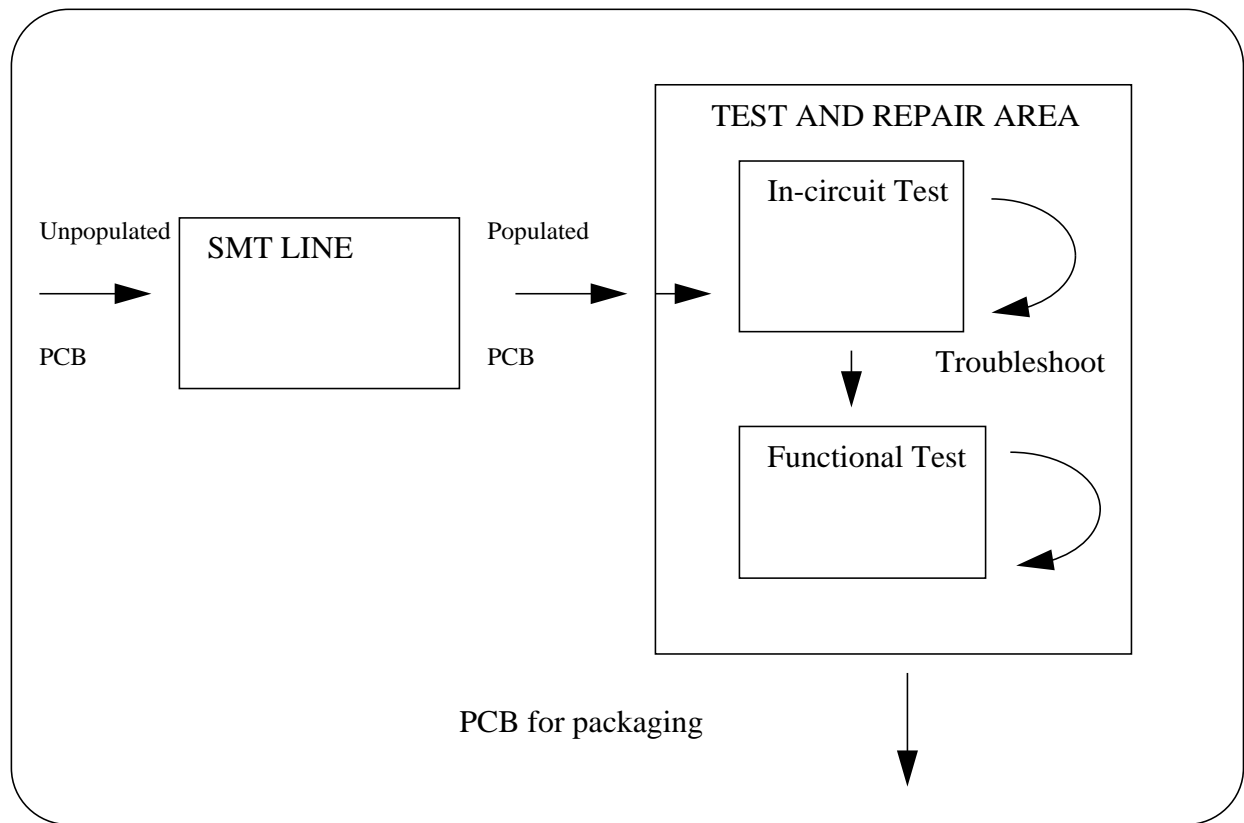 TEST AND REPAIR AREA
In-circuit Test
Unpopulated
PCB
SMT LINE
Populated
PCB
Troubleshoot
Functional Test
PCB for packaging